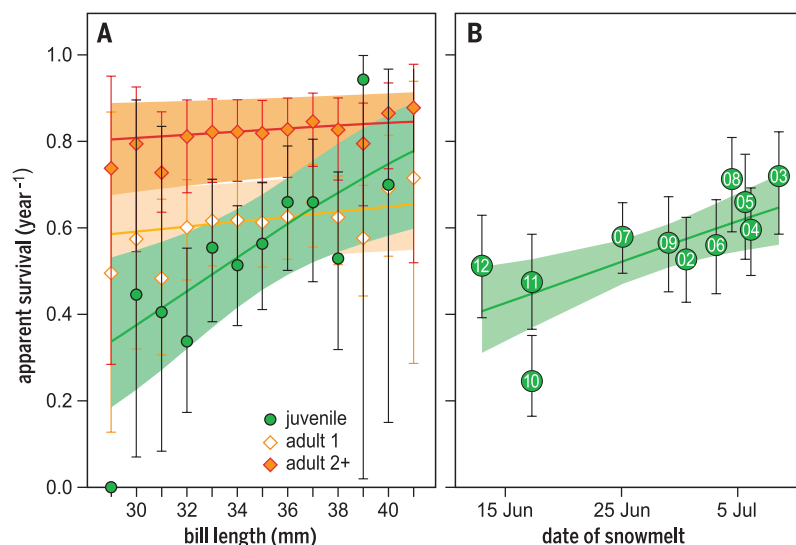 A
B
apparent survival (year⁻¹)
1.0
0.8
0.6
0.4
0.2
0.0
juvenile
adult 1
adult 2+
30 32 34 36 38 40
bill length (mm)
12
11
10
07
09
02
06
08
05
04
03
15 Jun 25 Jun 5 Jul
date of snowmelt